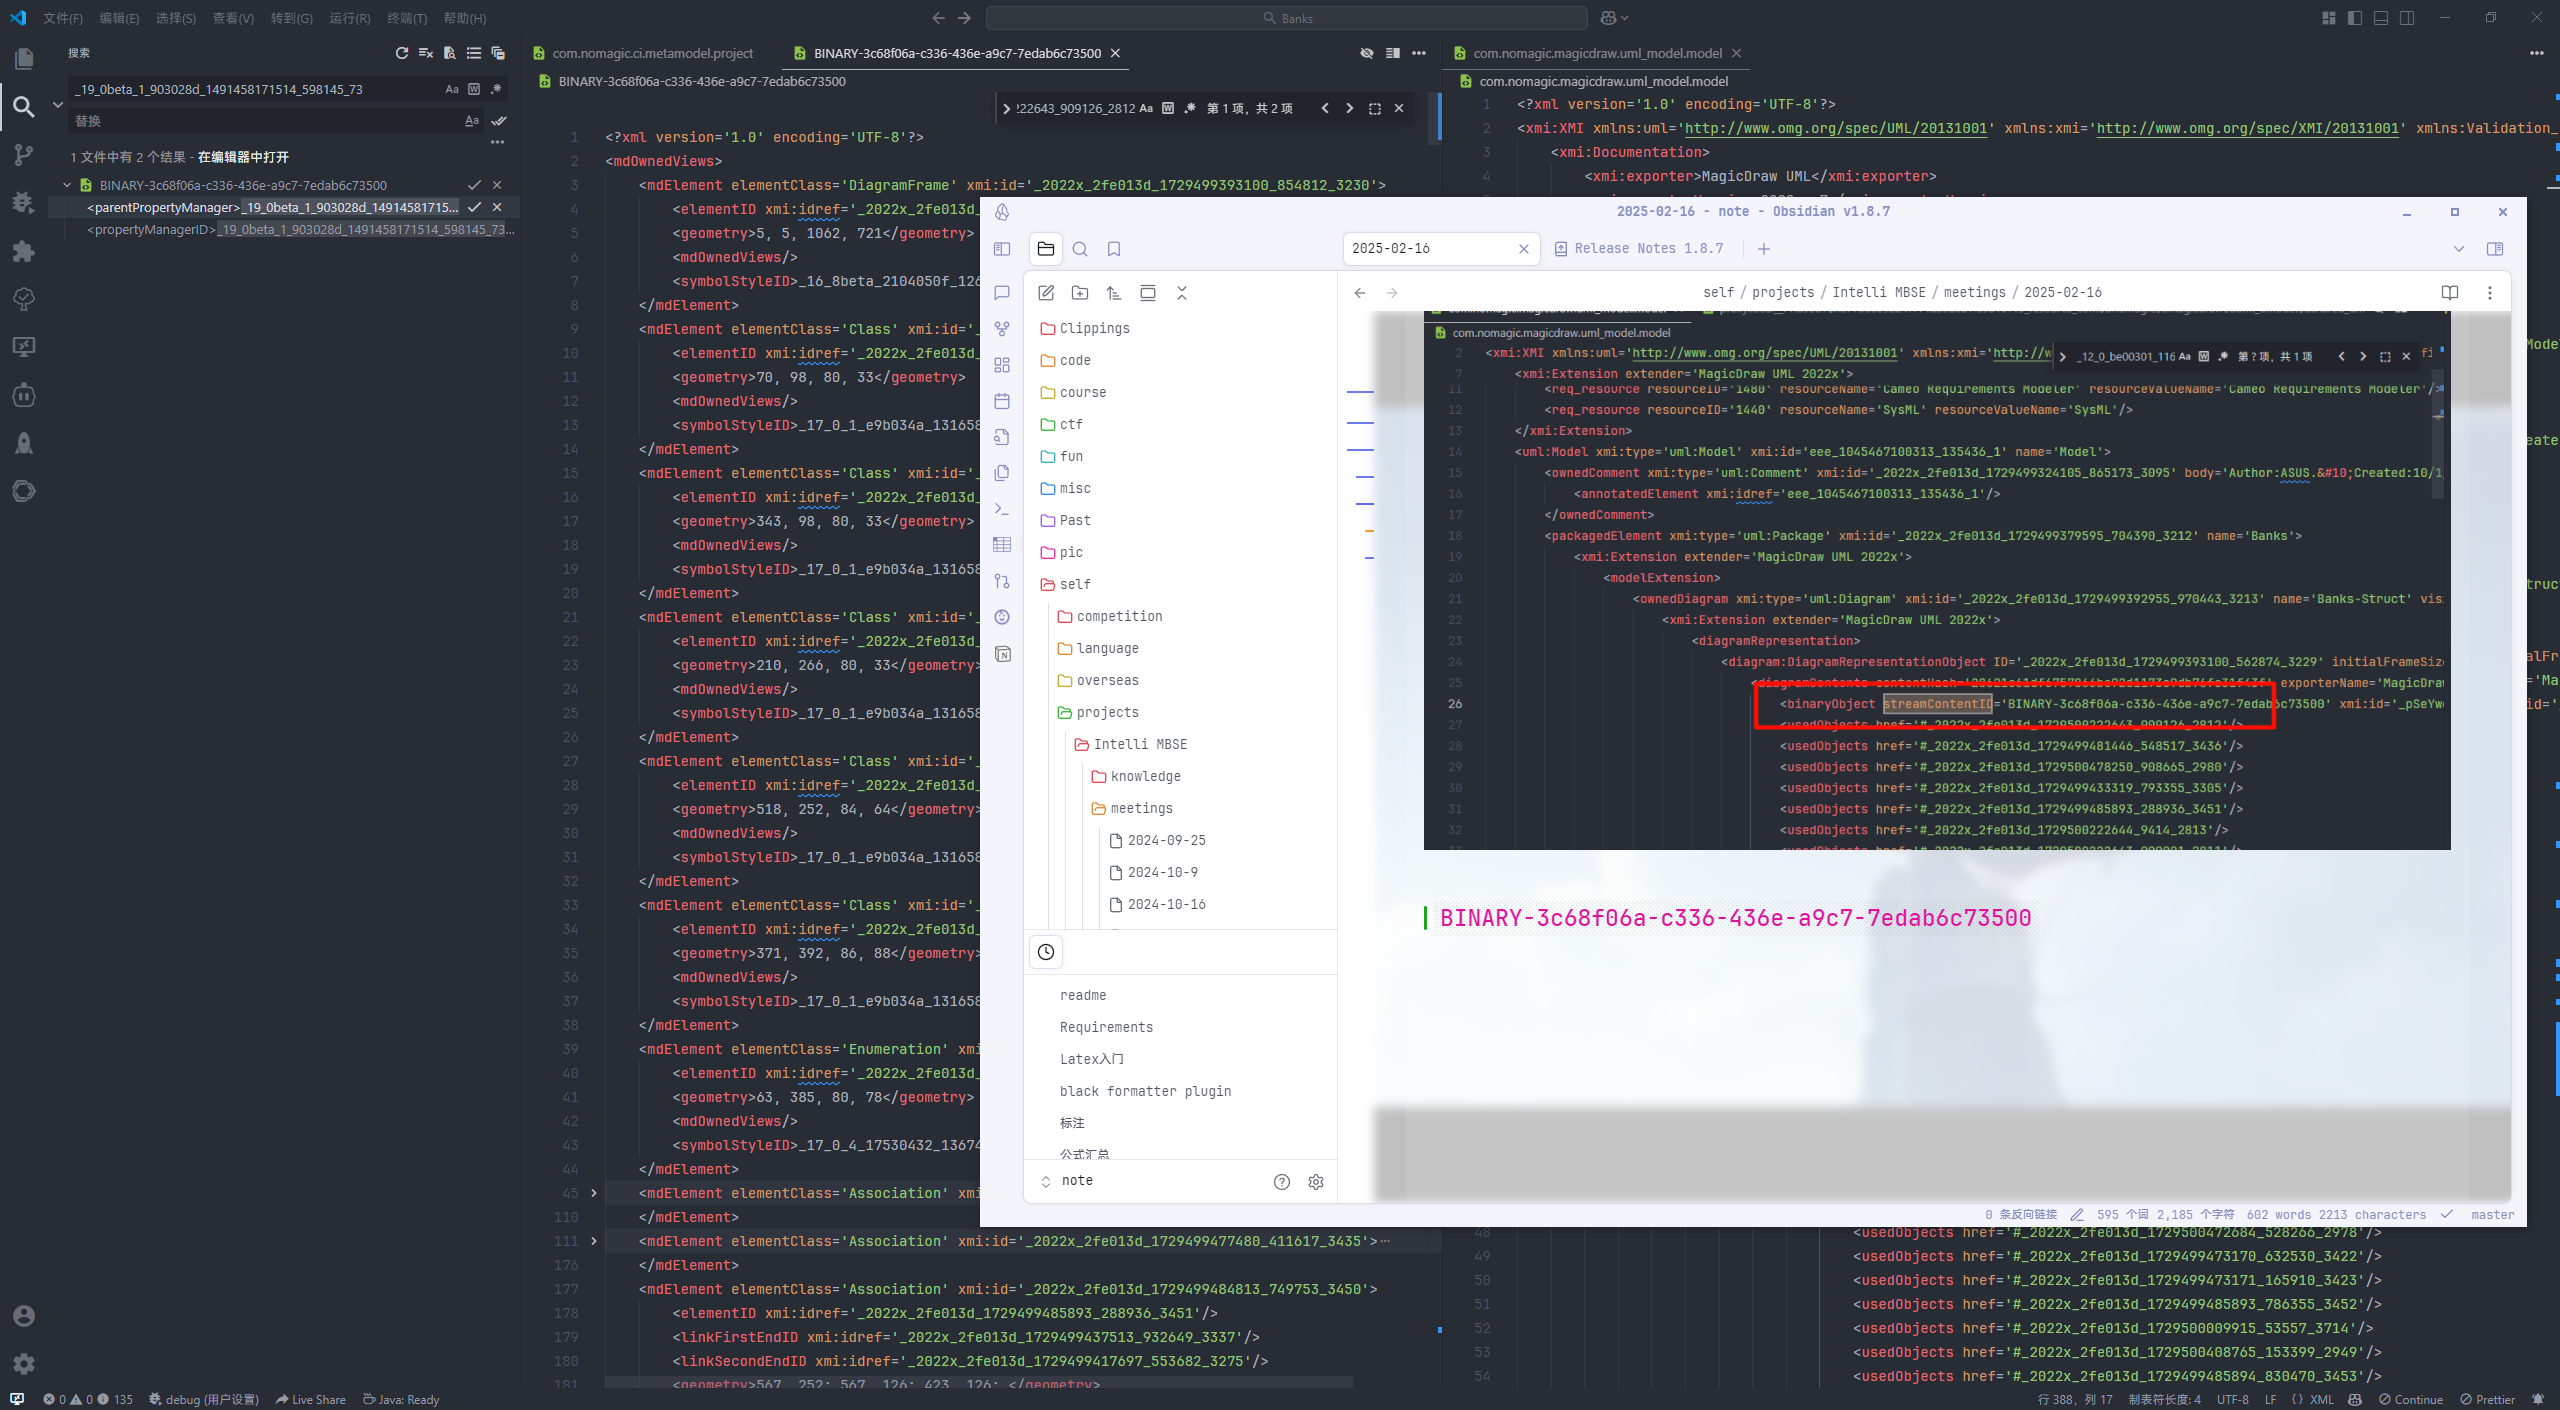 文件(F) 编辑(E) 选择(S) 查看(V) 转到(G) 运行(R) 终端(T) 帮助(H)
Banks
搜索
_19_0beta_1_903028d_1491458171514_598145_73
替换
1 文件中有 2 个结果 - 在编辑器中打开
BINARY-3c68f06a-c336-436e-a9c7-7edab6c73500
<parentPropertyManager>_19_0beta_1_903028d_14914581715...
<propertyManagerID>_19_0beta_1_903028d_1491458171514_598145_73...
com.nomagic.ci.metamodel.project
BINARY-3c68f06a-c336-436e-a9c7-7edab6c73500
BINARY-3c68f06a-c336-436e-a9c7-7edab6c73500
:22643_909126_2812 第 1 项，共 2 项
1 <?xml version='1.0' encoding='UTF-8'?>
2 <mdOwnedViews>
3 <mdElement elementClass='DiagramFrame' xmi:id='_2022x_2fe013d_1729499393100_854812_3230'>
4 <elementID xmi:idref='_2022x_2fe013d_
5 <geometry>5, 5, 1062, 721</geometry>
6 <mdOwnedViews/>
7 <symbolStyleID>_16_8beta_2104050f_126
8 </mdElement>
9 <mdElement elementClass='Class' xmi:id='_
10 <elementID xmi:idref='_2022x_2fe013d_
11 <geometry>70, 98, 80, 33</geometry>
12 <mdOwnedViews/>
13 <symbolStyleID>_17_0_1_e9b034a_131658
14 </mdElement>
15 <mdElement elementClass='Class' xmi:id='_
16 <elementID xmi:idref='_2022x_2fe013d_
17 <geometry>343, 98, 80, 33</geometry>
18 <mdOwnedViews/>
19 <symbolStyleID>_17_0_1_e9b034a_131658
20 </mdElement>
21 <mdElement elementClass='Class' xmi:id='_
22 <elementID xmi:idref='_2022x_2fe013d_
23 <geometry>210, 266, 80, 33</geometry>
24 <mdOwnedViews/>
25 <symbolStyleID>_17_0_1_e9b034a_131658
26 </mdElement>
27 <mdElement elementClass='Class' xmi:id='_
28 <elementID xmi:idref='_2022x_2fe013d_
29 <geometry>518, 252, 84, 64</geometry>
30 <mdOwnedViews/>
31 <symbolStyleID>_17_0_1_e9b034a_131658
32 </mdElement>
33 <mdElement elementClass='Class' xmi:id='_
34 <elementID xmi:idref='_2022x_2fe013d_
35 <geometry>371, 392, 86, 88</geometry>
36 <mdOwnedViews/>
37 <symbolStyleID>_17_0_1_e9b034a_131658
38 </mdElement>
39 <mdElement elementClass='Enumeration' xmi
40 <elementID xmi:idref='_2022x_2fe013d_
41 <geometry>63, 385, 80, 78</geometry>
42 <mdOwnedViews/>
43 <symbolStyleID>_17_0_4_17530432_13674
44 </mdElement>
45 <mdElement elementClass='Association' xmi
110 </mdElement>
111 <mdElement elementClass='Association' xmi:id='_2022x_2fe013d_1729499477480_411617_3435'>…
176 </mdElement>
177 <mdElement elementClass='Association' xmi:id='_2022x_2fe013d_1729499484813_749753_3450'>
178 <elementID xmi:idref='_2022x_2fe013d_1729499485893_288936_3451'/>
179 <linkFirstEndID xmi:idref='_2022x_2fe013d_1729499437513_932649_3337'/>
180 <linkSecondEndID xmi:idref='_2022x_2fe013d_1729499417697_553682_3275'/>
181 <geometry>567, 252; 567, 126; 423, 126; </geometry>
com.nomagic.magicdraw.uml_model.model
com.nomagic.magicdraw.uml_model.model
1 <?xml version='1.0' encoding='UTF-8'?>
2 <xmi:XMI xmlns:uml='http://www.omg.org/spec/UML/20131001' xmlns:xmi='http://www.omg.org/spec/XMI/20131001' xmlns:Validation_
3 <xmi:Documentation>
4 <xmi:exporter>MagicDraw UML</xmi:exporter>
2025-02-16 - note - Obsidian v1.8.7
2025-02-16
Release Notes 1.8.7
self / projects / Intelli MBSE / meetings / 2025-02-16
Clippings
code
course
ctf
fun
misc
Past
pic
self
competition
language
overseas
projects
Intelli MBSE
knowledge
meetings
2024-09-25
2024-10-9
2024-10-16
readme
Requirements
Latex入门
black formatter plugin
标注
公式汇总
note
com.nomagic.magicdraw.uml_model.model
_12_0_be00301_116 第 ? 项，共 1 项
2 <xmi:XMI xmlns:uml='http://www.omg.org/spec/UML/20131001' xmlns:xmi='http://w
7 <xmi:Extension extender='MagicDraw UML 2022x'>
11 <req_resource resourceID='1480' resourceName='Cameo Requirements Modeler' resourceValueName='Cameo Requirements Modeler'/>
12 <req_resource resourceID='1440' resourceName='SysML' resourceValueName='SysML'/>
13 </xmi:Extension>
14 <uml:Model xmi:type='uml:Model' xmi:id='eee_1045467100313_135436_1' name='Model'>
15 <ownedComment xmi:type='uml:Comment' xmi:id='_2022x_2fe013d_1729499324105_865173_3095' body='Author:ASUS.&#10;Created:10/1
16 <annotatedElement xmi:idref='eee_1045467100313_135436_1'/>
17 </ownedComment>
18 <packagedElement xmi:type='uml:Package' xmi:id='_2022x_2fe013d_1729499379595_704390_3212' name='Banks'>
19 <xmi:Extension extender='MagicDraw UML 2022x'>
20 <modelExtension>
21 <ownedDiagram xmi:type='uml:Diagram' xmi:id='_2022x_2fe013d_1729499392955_970443_3213' name='Banks-Struct' visi
22 <xmi:Extension extender='MagicDraw UML 2022x'>
23 <diagramRepresentation>
24 <diagram:DiagramRepresentationObject ID='_2022x_2fe013d_1729499393100_562874_3229' initialFrameSize
25 exporterName='MagicDraw
26 <binaryObject streamContentID='BINARY-3c68f06a-c336-436e-a9c7-7edab6c73500' xmi:id='_pSeYw
27 <usedObjects href='#_2022x_2fe013d_1729500222643_909126_2812'/>
28 <usedObjects href='#_2022x_2fe013d_1729499481446_548517_3436'/>
29 <usedObjects href='#_2022x_2fe013d_1729500478250_908665_2980'/>
30 <usedObjects href='#_2022x_2fe013d_1729499433319_793355_3305'/>
31 <usedObjects href='#_2022x_2fe013d_1729499485893_288936_3451'/>
32 <usedObjects href='#_2022x_2fe013d_1729500222644_9414_2813'/>
BINARY-3c68f06a-c336-436e-a9c7-7edab6c73500
0 条反向链接 595 个词 2,185 个字符 602 words 2213 characters master
48 <usedObjects href='#_2022x_2fe013d_1729500472684_528266_2978'/>
49 <usedObjects href='#_2022x_2fe013d_1729499473170_632530_3422'/>
50 <usedObjects href='#_2022x_2fe013d_1729499473171_165910_3423'/>
51 <usedObjects href='#_2022x_2fe013d_1729499485893_786355_3452'/>
52 <usedObjects href='#_2022x_2fe013d_1729500009915_53557_3714'/>
53 <usedObjects href='#_2022x_2fe013d_1729500408765_153399_2949'/>
54 <usedObjects href='#_2022x_2fe013d_1729499485894_830470_3453'/>
0 0 135 debug (用户设置) Live Share Java: Ready
行 388，列 17 制表符长度: 4 UTF-8 LF {} XML Continue Prettier